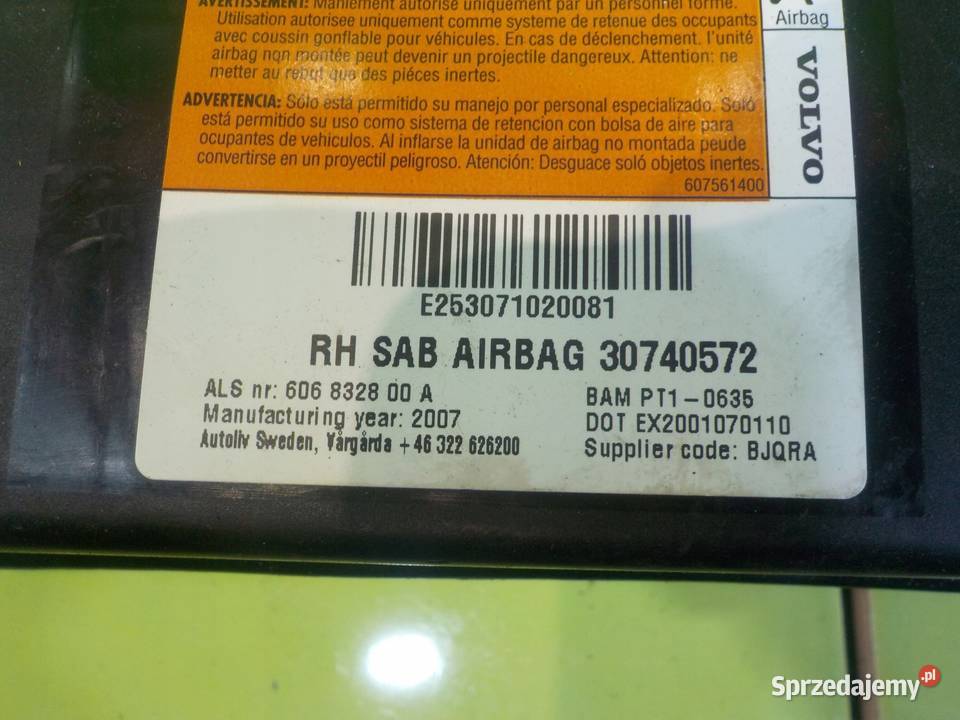 AVERTISSEMENT: Maniement autorisé uniquement par un personnel formé.
Utilisation autorisee uniquement comme systeme de retenue des occupants
avec coussin gonflable pour véhicules. En cas de déclenchement. l'unité
airbag non montée peut devenir un projectile dangereux. Attention: ne
metter au rebut que des piéces inertes.
ADVERTENCIA: Sólo está permitido su manejo por personal especializado. Soló
está permitido su uso como sistema de retención con bolsa de aire para
ocupantes de vehiculos. Al inflarse la unidad de airbag no montada peude
convertirse en un proyectil peligroso. Atención: Desguace soló objetos inertes.
607561400
Airbag
VOLVO
E253071020081
RH SAB AIRBAG 30740572
ALS nr: 606 8328 00 A
Manufacturing year: 2007
Autoliv Sweden, Vårgårda +46 322 626200
BAM PT1-0635
DOT EX2001070110
Supplier code: BJQRA
Sprzedajemy.pl